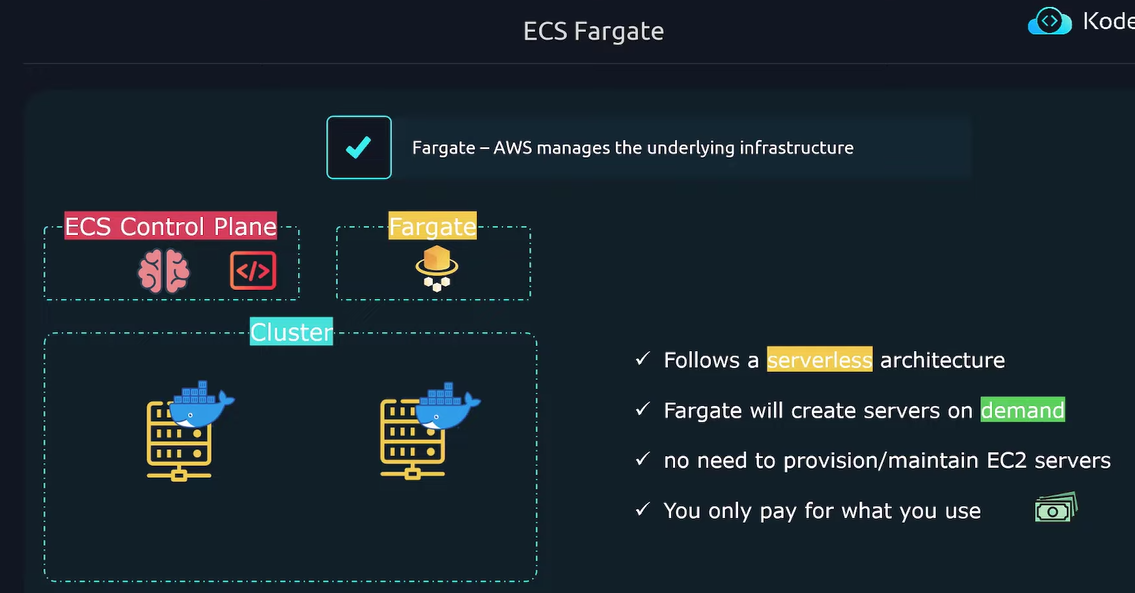 ECS Fargate
Kode
Fargate – AWS manages the underlying infrastructure
ECS Control Plane
Fargate
</>
Cluster
✓ Follows a serverless architecture
✓ Fargate will create servers on demand
✓ no need to provision/maintain EC2 servers
✓ You only pay for what you use